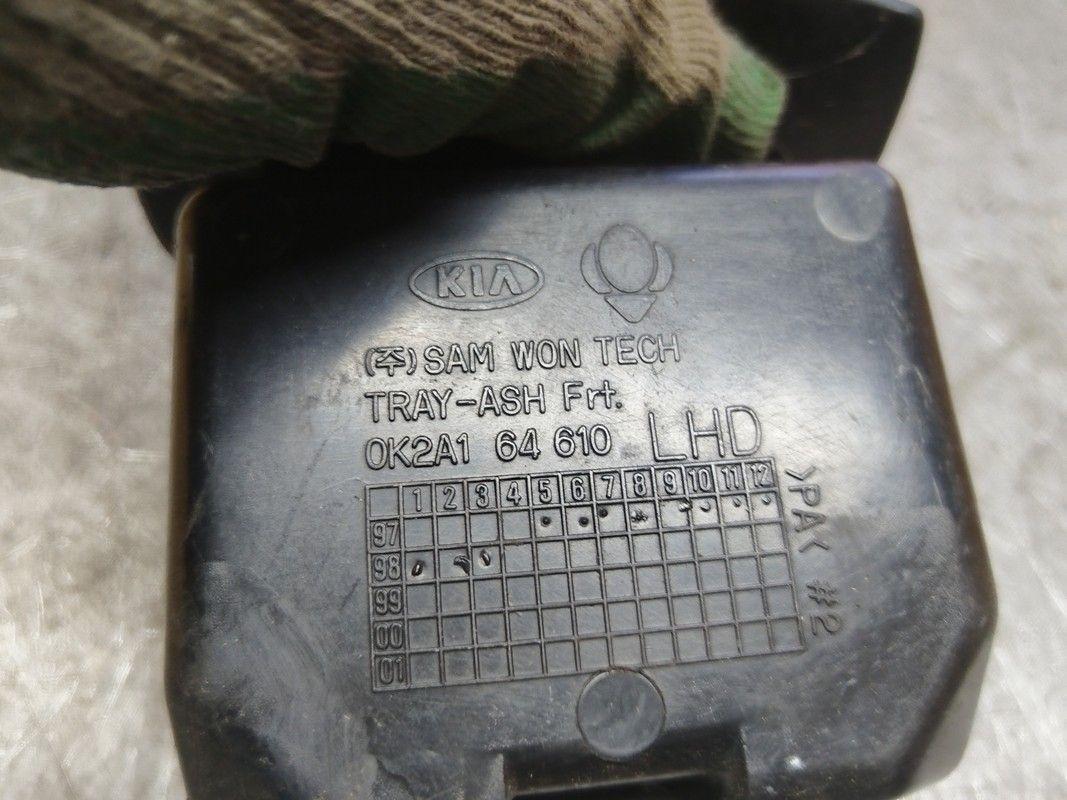 KIA
(주) SAM WON TECH
TRAY-ASH Frt.
0K2A1 64 610 LHD
1 2 3 4 5 6 7 8 9 10 11 12
97
98
99
00
01
>PA< #2